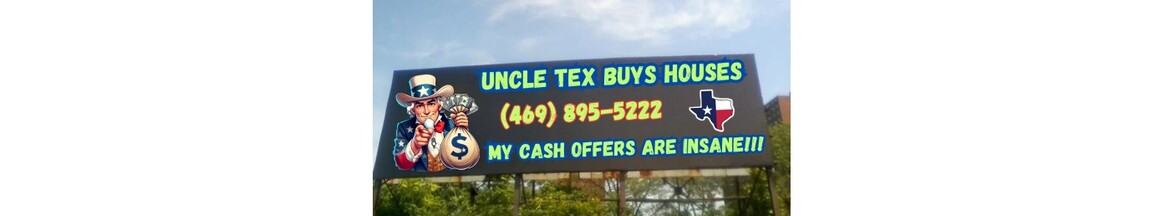 UNCLE TEX BUYS HOUSES
(469) 895-5222
$
MY CASH OFFERS ARE INSANE!!!